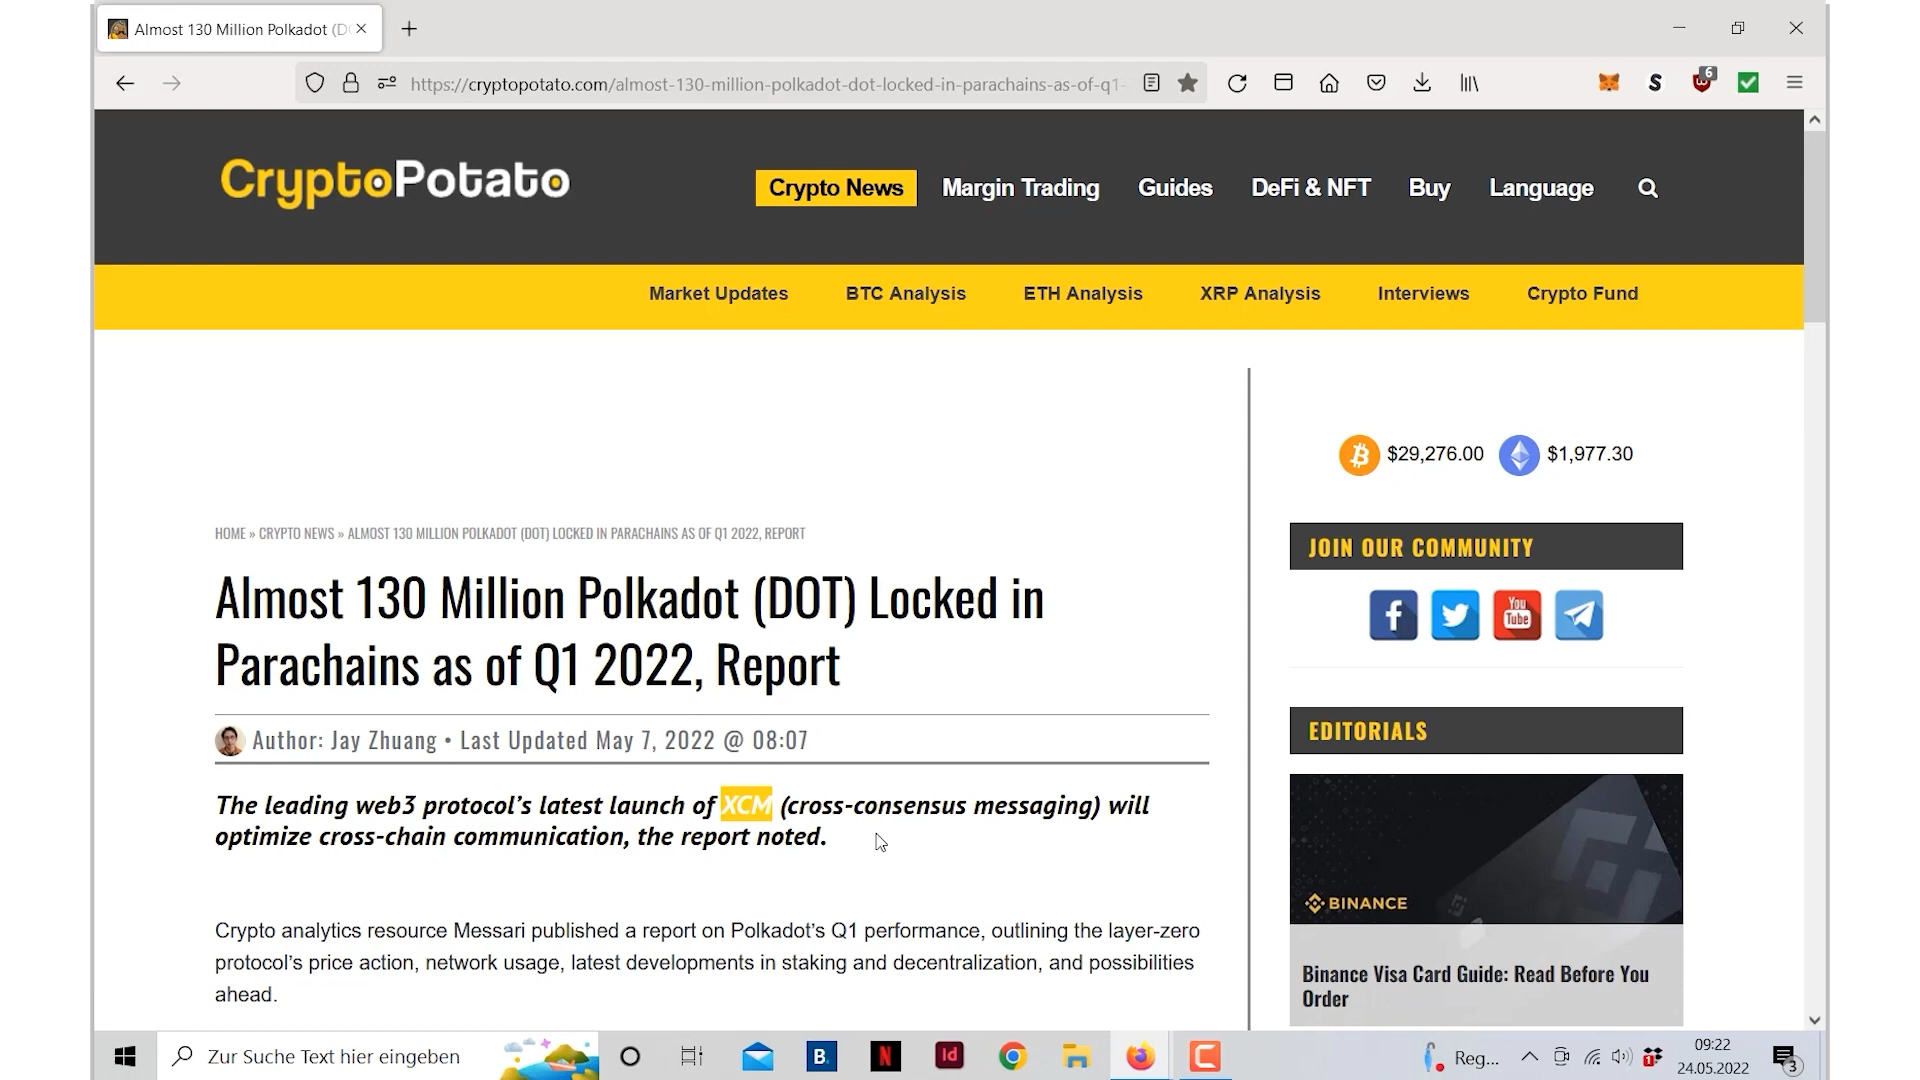 Almost 130 Million Polkadot (D
https://cryptopotato.com/almost-130-million-polkadot-dot-locked-in-parachains-as-of-q1-
6
CryptoPotato
Crypto News Margin Trading Guides DeFi & NFT Buy Language
Market Updates BTC Analysis ETH Analysis XRP Analysis Interviews Crypto Fund
$29,276.00 $1,977.30
HOME » CRYPTO NEWS » ALMOST 130 MILLION POLKADOT (DOT) LOCKED IN PARACHAINS AS OF Q1 2022, REPORT
Almost 130 Million Polkadot (DOT) Locked in
Parachains as of Q1 2022, Report
Author: Jay Zhuang • Last Updated May 7, 2022 @ 08:07
The leading web3 protocol’s latest launch of XCM (cross-consensus messaging) will
optimize cross-chain communication, the report noted.
Crypto analytics resource Messari published a report on Polkadot’s Q1 performance, outlining the layer-zero
protocol’s price action, network usage, latest developments in staking and decentralization, and possibilities
ahead.
JOIN OUR COMMUNITY
You
Tube
EDITORIALS
BINANCE
Binance Visa Card Guide: Read Before You
Order
Zur Suche Text hier eingeben
B.
N
Id
Reg...
1
09:22
24.05.2022
3